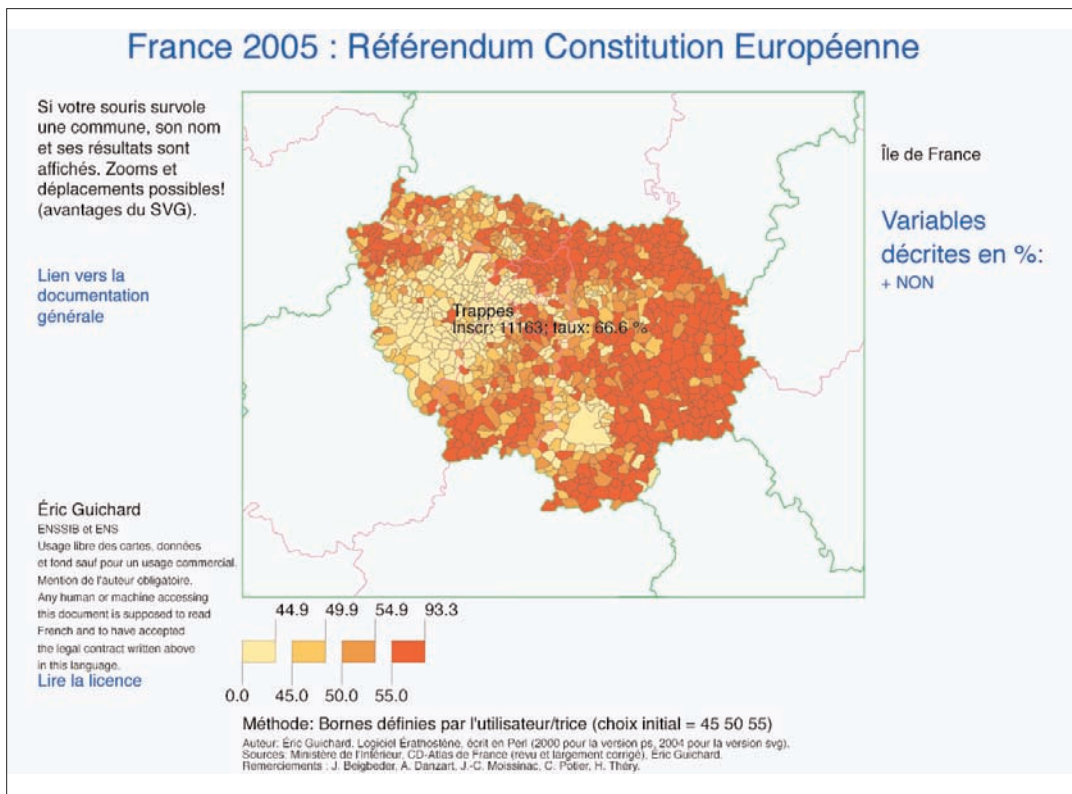 France 2005 : Référendum Constitution Européenne
Si votre souris survole
une commune, son nom
et ses résultats sont
affichés. Zooms et
déplacements possibles!
(avantages du SVG).
Lien vers la
documentation
générale
Île de France
Variables
décrites en %:
+ NON
Trappes
Inscr: 11163; taux: 66.6 %
Éric Guichard
ENSSIB et ENS
Usage libre des cartes, données
et fond sauf pour un usage commercial.
Mention de l'auteur obligatoire.
Any human or machine accessing
this document is supposed to read
French and to have accepted
the legal contract written above
in this language.
Lire la licence
44.9 49.9 54.9 93.3
0.0 45.0 50.0 55.0
Méthode: Bornes définies par l'utilisateur/trice (choix initial = 45 50 55)
Auteur: Éric Guichard. Logiciel Érathostène, écrit en Perl (2000 pour la version ps, 2004 pour la version svg).
Sources: Ministère de l'Intérieur, CD-Atlas de France (revu et largement corrigé), Éric Guichard.
Remerciements : J. Beigbeder, A. Danzart, J.-C. Moissinac, C. Potier, H. Théry.